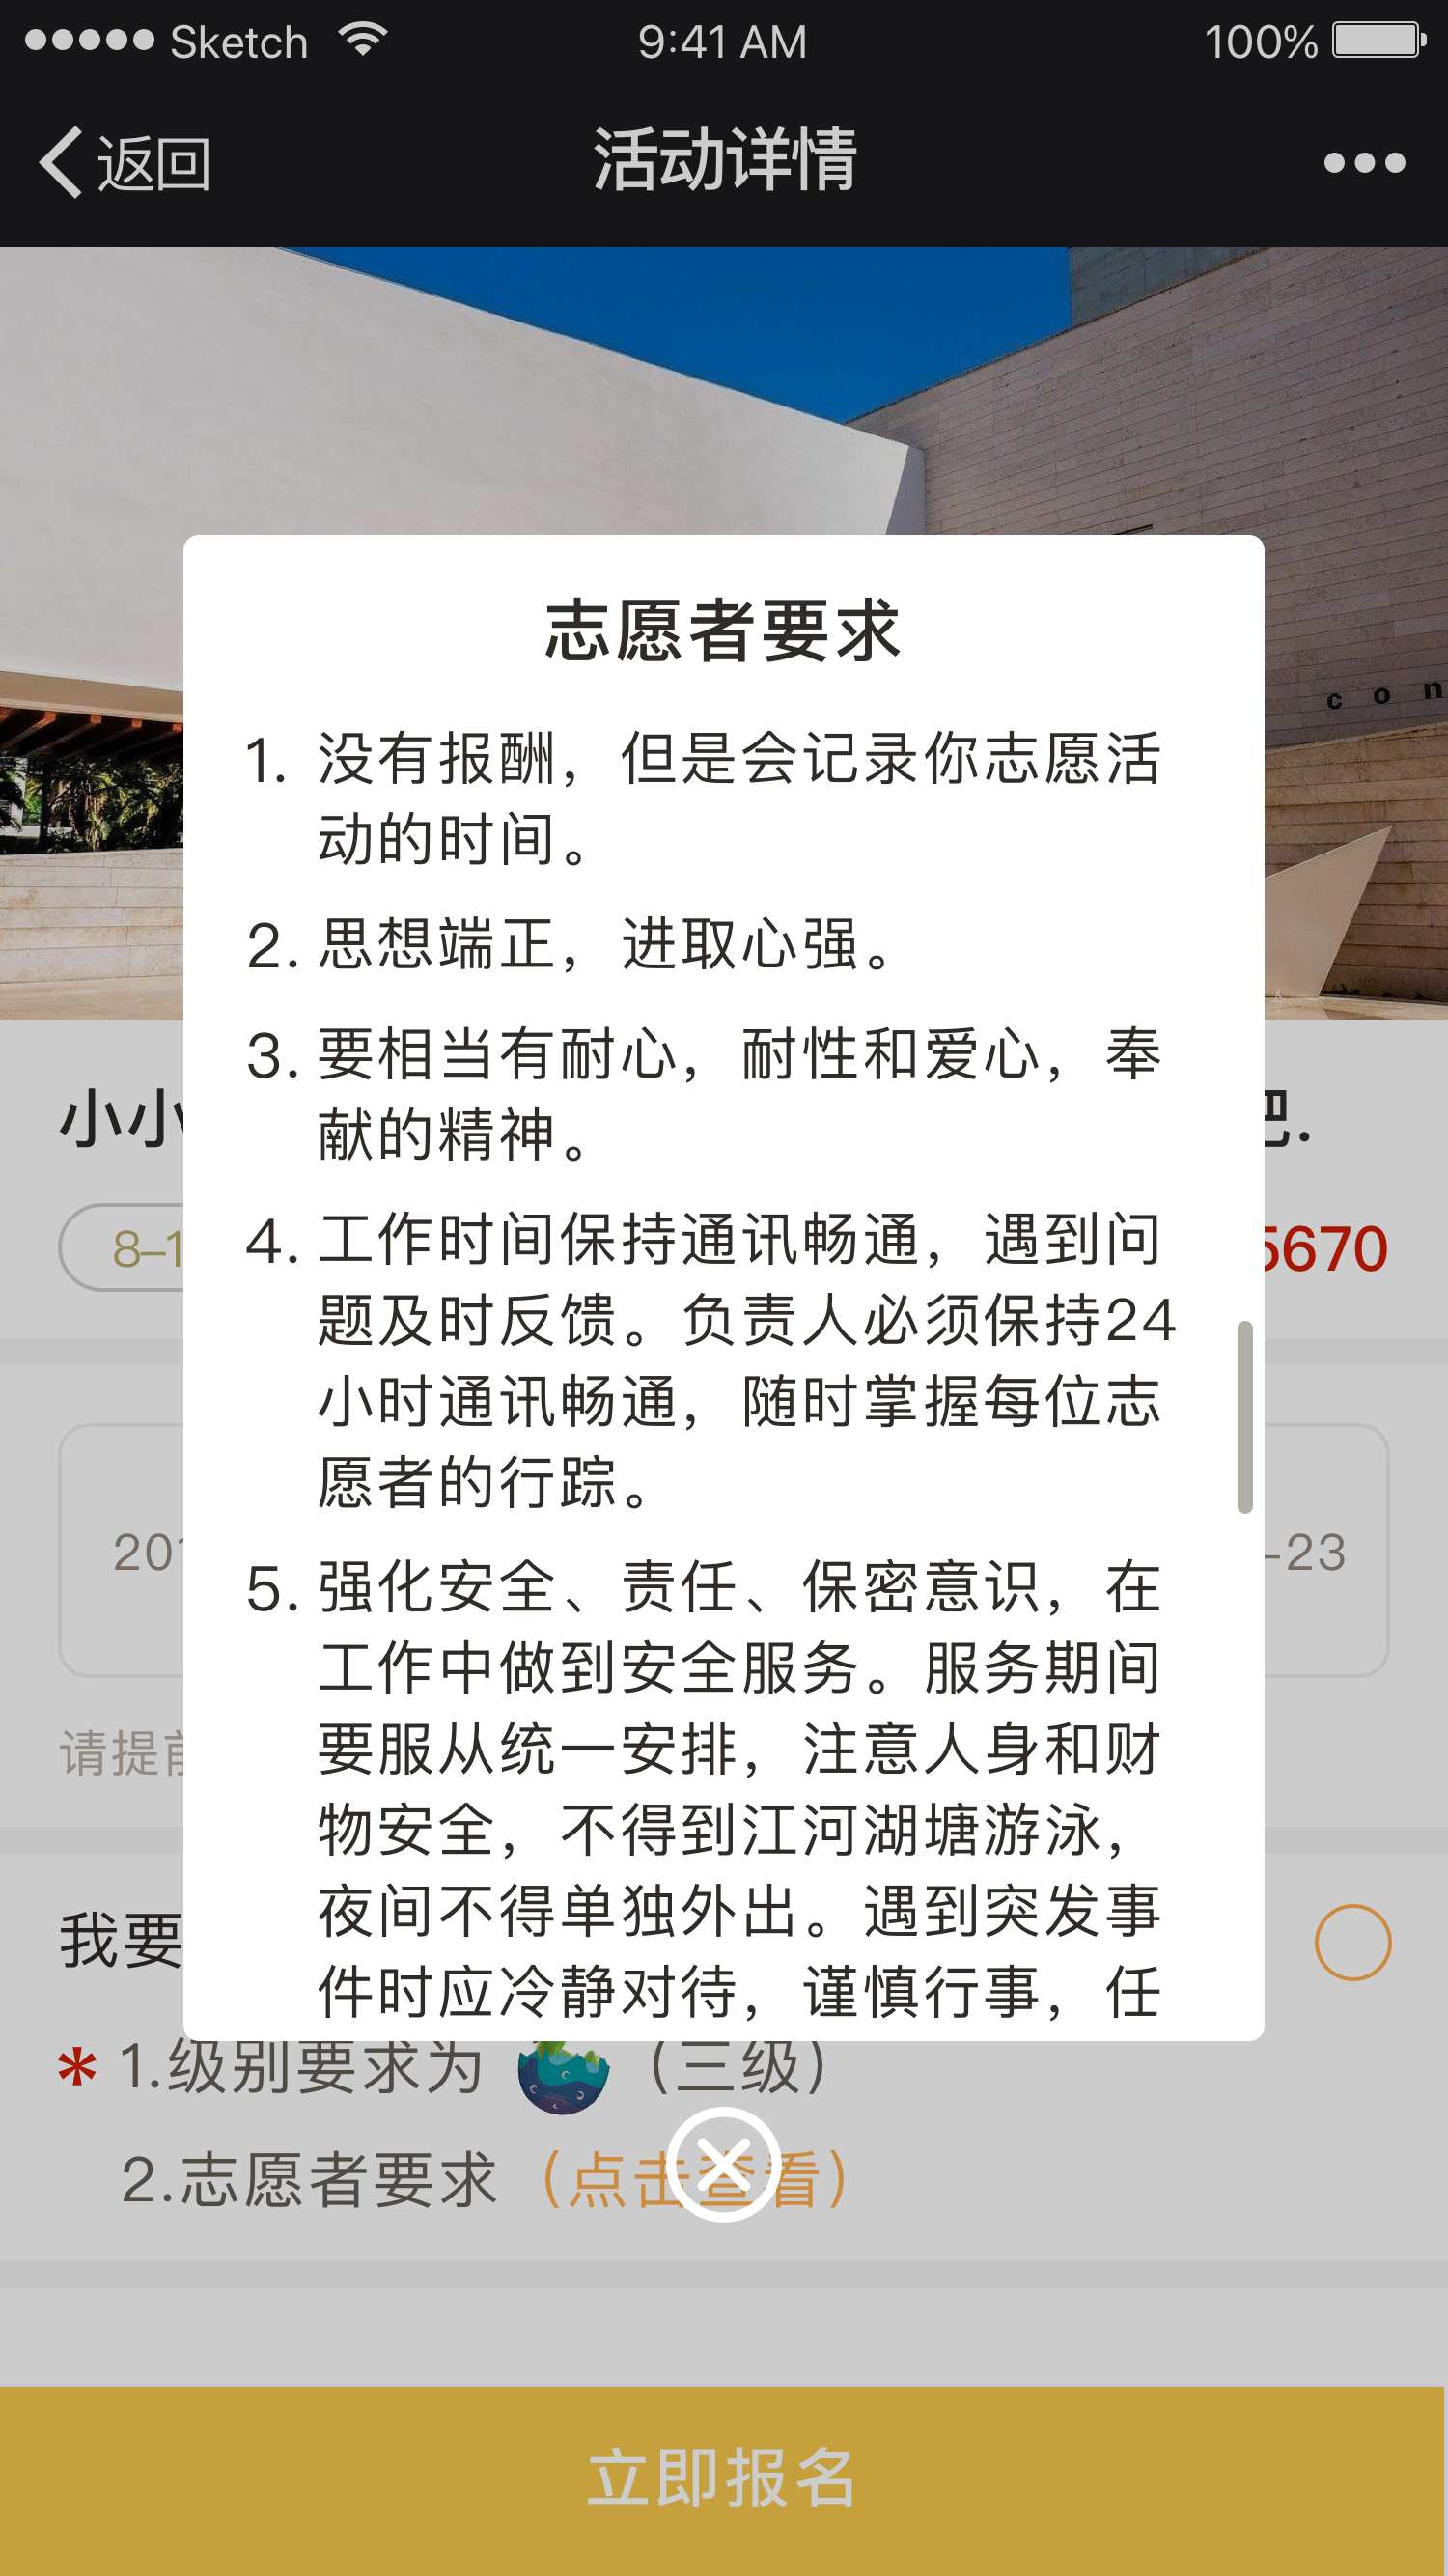 Sketch 9:41 AM 100%
返回 活动详情
c o n
志愿者要求
1. 没有报酬，但是会记录你志愿活
动的时间。
2. 思想端正，进取心强。
3. 要相当有耐心，耐性和爱心，奉
献的精神。
4. 工作时间保持通讯畅通，遇到问
题及时反馈。负责人必须保持24
小时通讯畅通，随时掌握每位志
愿者的行踪。
5. 强化安全、责任、保密意识，在
工作中做到安全服务。服务期间
要服从统一安排，注意人身和财
物安全，不得到江河湖塘游泳，
夜间不得单独外出。遇到突发事
件时应冷静对待，谨慎行事，任
小小
8-1 5670
201 -23
请提前
我要
* 1.级别要求为 （三级）
2.志愿者要求（点击查看）
立即报名